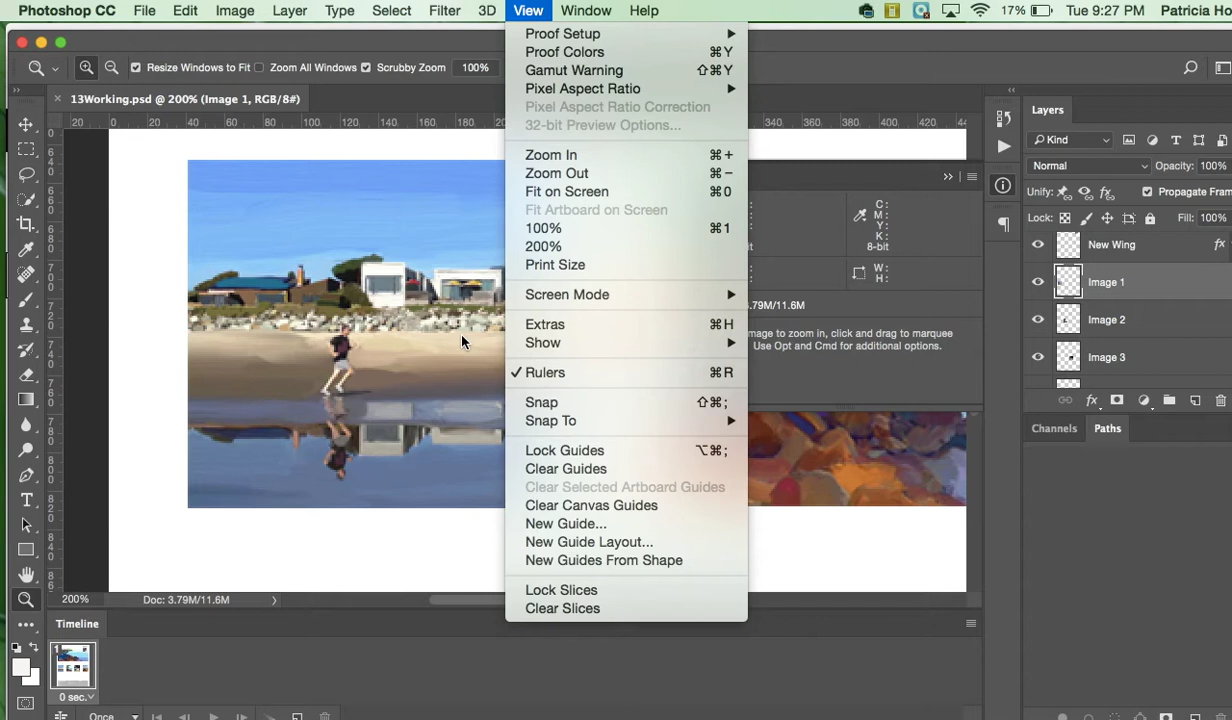 Photoshop CC File Edit Image Layer Type Select Filter 3D View Window Help 17% Tue 9:27 PM Patricia Ho
Resize Windows to Fit Zoom All Windows Scrubby Zoom 100%
× 13Working.psd @ 200% (Image 1, RGB/8#)
20 0 20 40 60 80 100 120 140 160 180 340 360 380 400 420
Proof Setup
Proof Colors ⌘Y
Gamut Warning ⇧⌘Y
Pixel Aspect Ratio
Pixel Aspect Ratio Correction
32-bit Preview Options...
Zoom In ⌘+
Zoom Out ⌘−
Fit on Screen ⌘0
Fit Artboard on Screen
100% ⌘1
200%
Print Size
Screen Mode
Extras ⌘H
Show
✓ Rulers ⌘R
Snap ⇧⌘;
Snap To
Lock Guides ⌥⌘;
Clear Guides
Clear Selected Artboard Guides
Clear Canvas Guides
New Guide...
New Guide Layout...
New Guides From Shape
Lock Slices
Clear Slices
C:
M:
Y:
K:
8-bit
W:
H:
3.79M/11.6M
image to zoom in, click and drag to marquee
Use Opt and Cmd for additional options.
Layers
Kind
Normal Opacity: 100%
Unify: Propagate Fram
Lock: Fill: 100%
New Wing fx
Image 1
Image 2
Image 3
fx
Channels Paths
200% Doc: 3.79M/11.6M
Timeline
1
0 sec.
Once